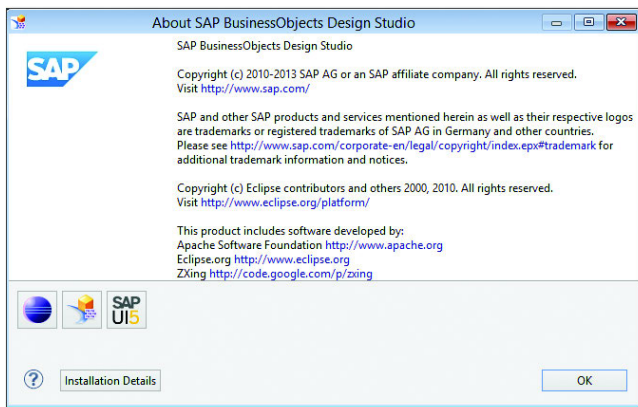 About SAP BusinessObjects Design Studio
SAP
SAP BusinessObjects Design Studio
Copyright (c) 2010-2013 SAP AG or an SAP affiliate company. All rights reserved.
Visit http://www.sap.com/
SAP and other SAP products and services mentioned herein as well as their respective logos
are trademarks or registered trademarks of SAP AG in Germany and other countries.
Please see http://www.sap.com/corporate-en/legal/copyright/index.epx#trademark for
additional trademark information and notices.
Copyright (c) Eclipse contributors and others 2000, 2010. All rights reserved.
Visit http://www.eclipse.org/platform/
This product includes software developed by:
Apache Software Foundation http://www.apache.org
Eclipse.org http://www.eclipse.org
ZXing http://code.google.com/p/zxing
SAP
UI5
?
Installation Details
OK